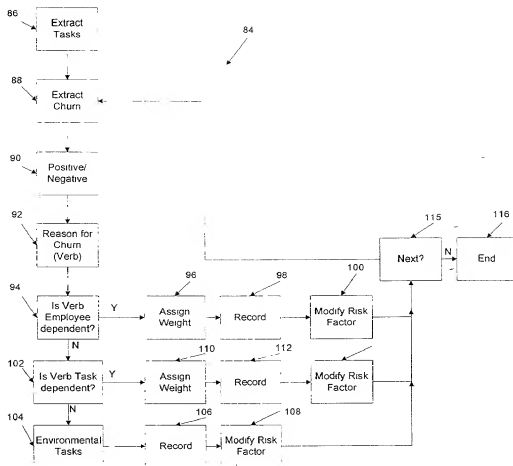 86
Extract
Tasks
84
88
Extract
Churn
90
Positive/
Negative
92
Reason for
Churn
(Verb)
115
116
Next?
N
End
94
96
98
100
Is Verb
Employee
dependent?
Y
Assign
Weight
Record
Modify Risk
Factor
N
102
110
112
Is Verb Task
dependent?
Y
Assign
Weight
Record
Modify Risk
Factor
N
104
106
108
Environmental
Tasks
Record
Modify Risk
Factor